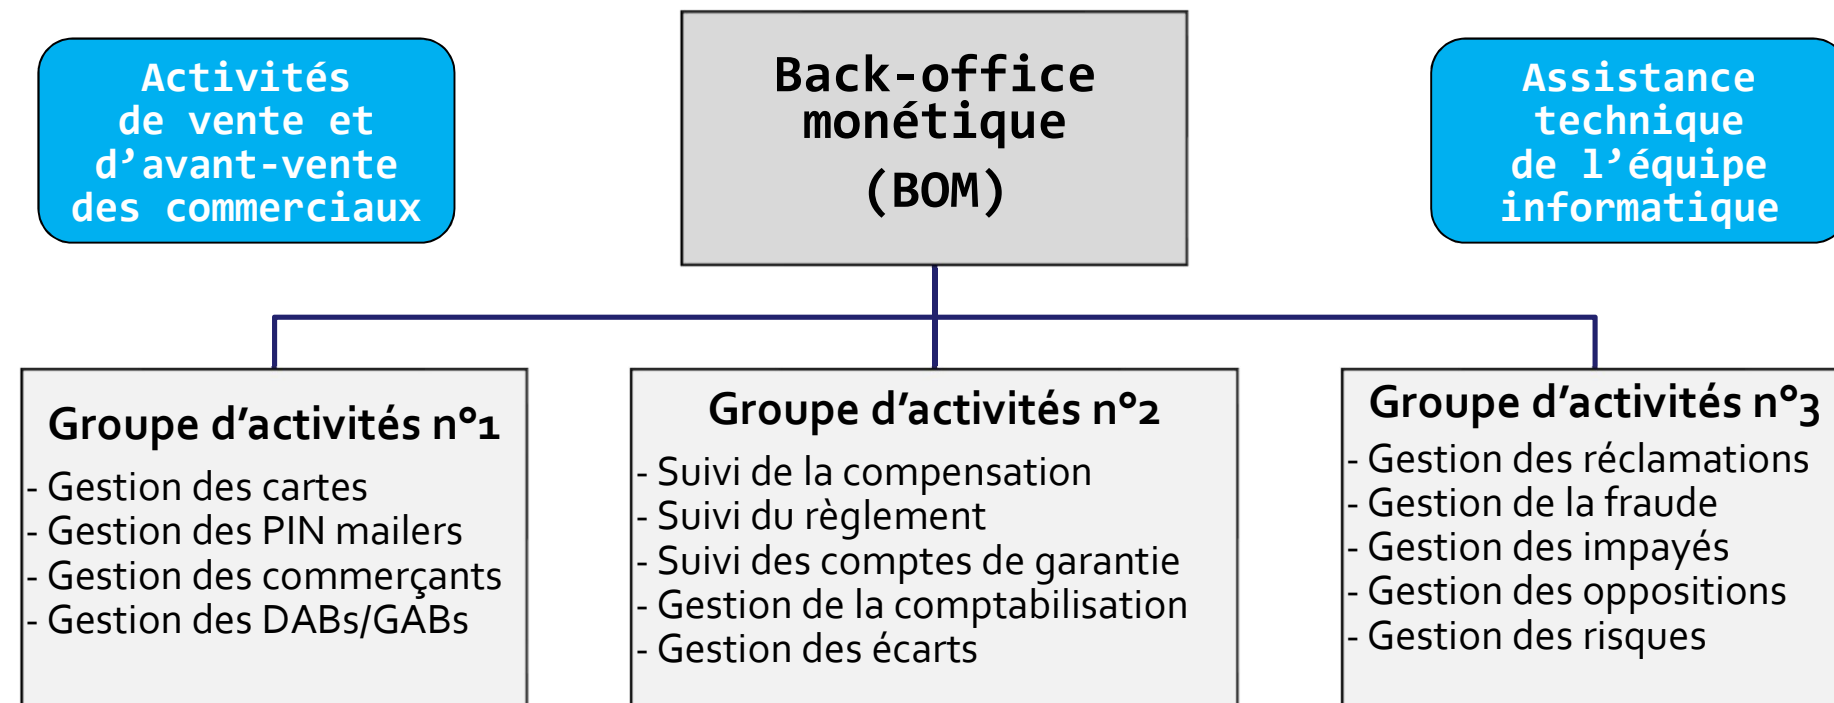 Activités
de vente et
d’avant-vente
des commerciaux
Back-office
monétique
(BOM)
Assistance
technique
de l’équipe
informatique
Groupe d’activités n°1
- Gestion des cartes
- Gestion des PIN mailers
- Gestion des commerçants
- Gestion des DABs/GABs
Groupe d’activités n°2
- Suivi de la compensation
- Suivi du règlement
- Suivi des comptes de garantie
- Gestion de la comptabilisation
- Gestion des écarts
Groupe d’activités n°3
- Gestion des réclamations
- Gestion de la fraude
- Gestion des impayés
- Gestion des oppositions
- Gestion des risques